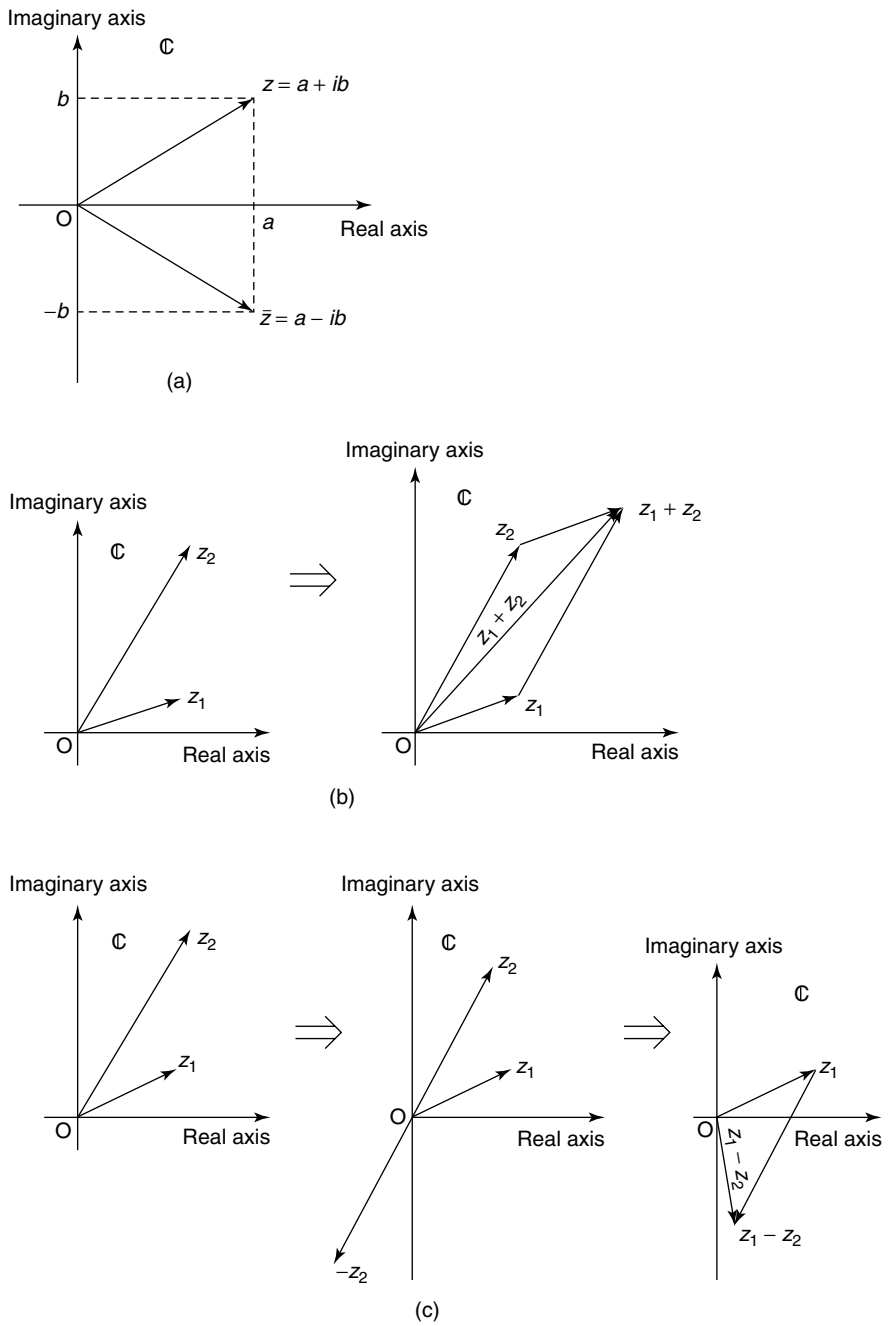 Imaginary axis
ℂ
z = a + ib
b
O
a
Real axis
−b
z̄ = a − ib
(a)
Imaginary axis
ℂ
z₂
z₁
O
Real axis
Imaginary axis
ℂ
z₂
z₁ + z₂
z₁ + z₂
z₁
O
Real axis
(b)
Imaginary axis
ℂ
z₂
z₁
O
Real axis
Imaginary axis
ℂ
z₂
z₁
O
Real axis
−z₂
Imaginary axis
ℂ
z₁
O
Real axis
z₁ − z₂
z₁ − z₂
(c)